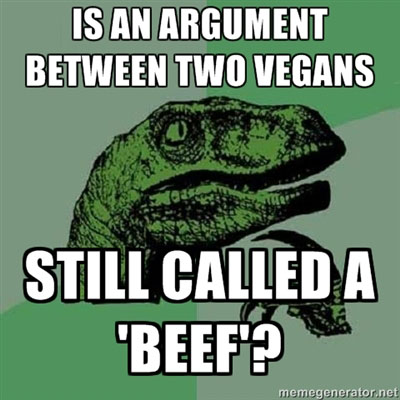 IS AN ARGUMENT
BETWEEN TWO VEGANS
STILL CALLED A
'BEEF'?
memegenerator.net